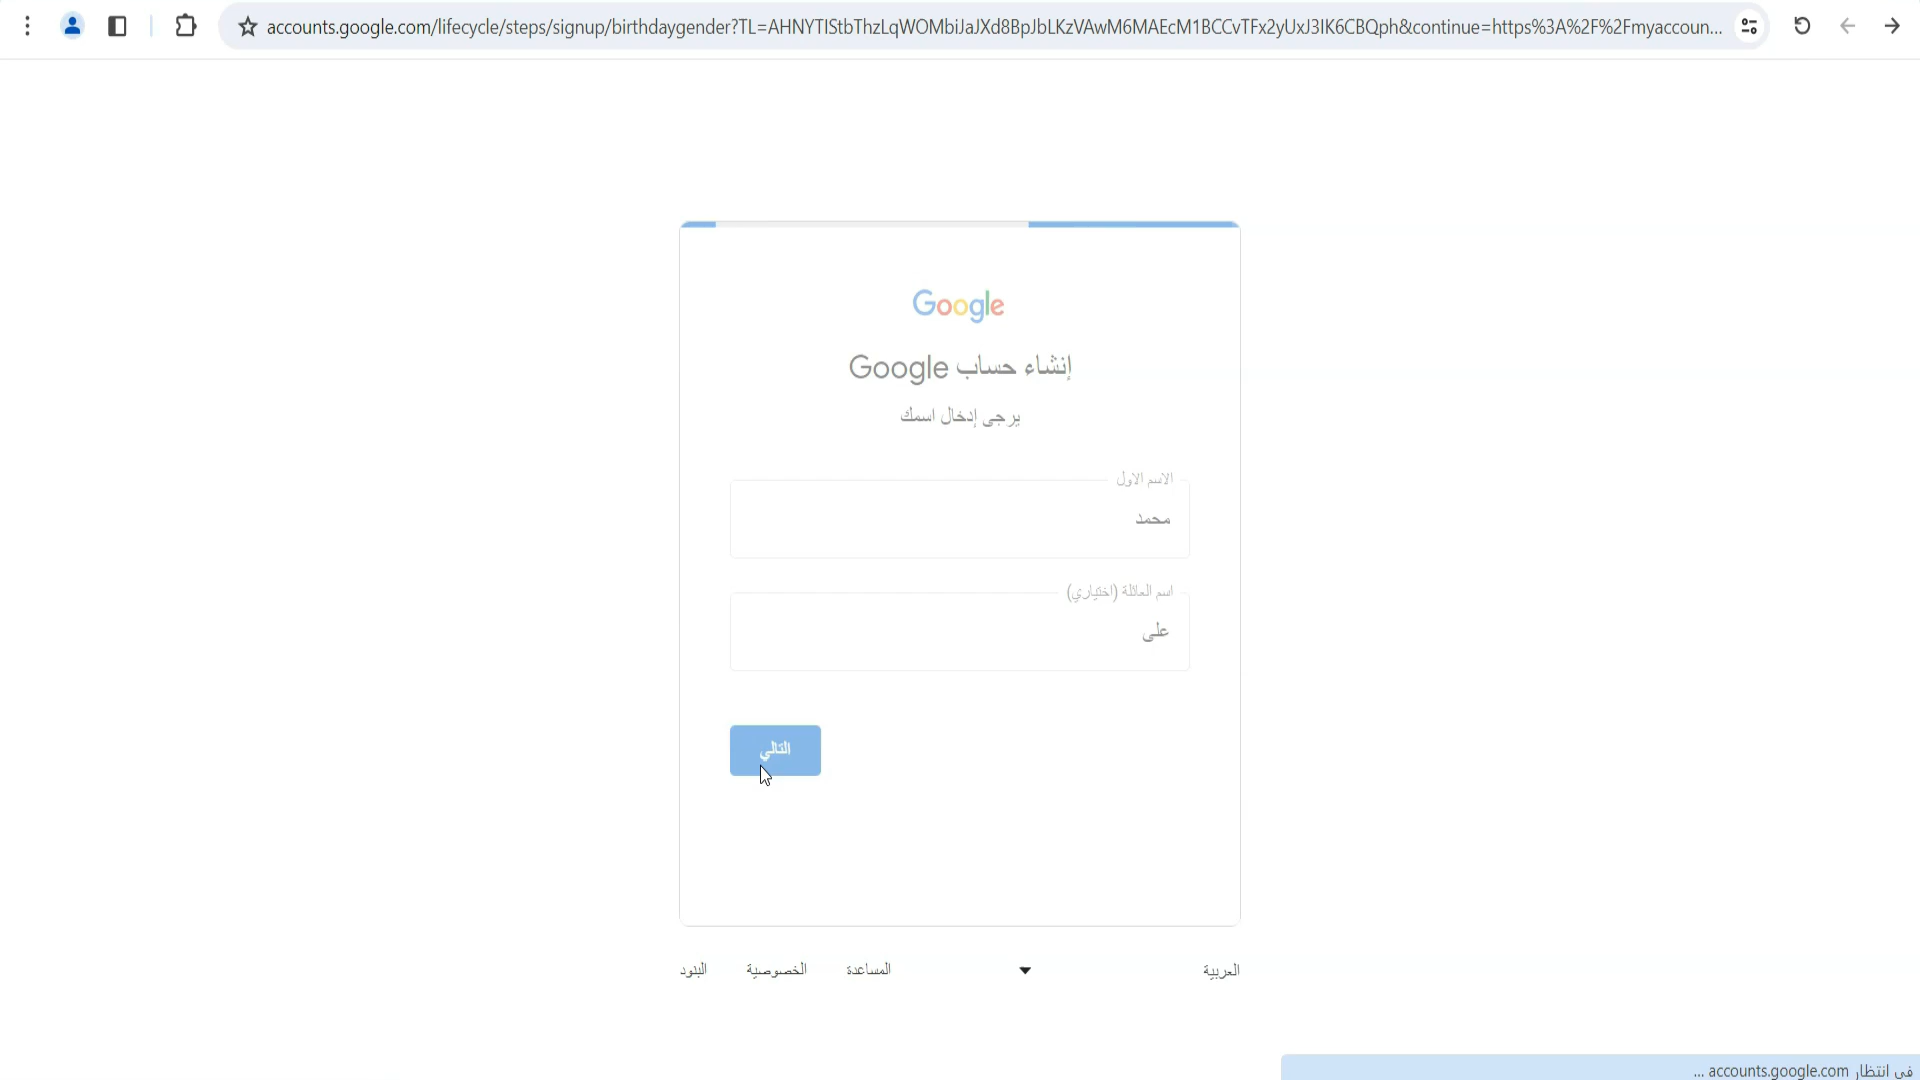 accounts.google.com/lifecycle/steps/signup/birthdaygender?TL=AHNYTIStbThzLqWOMbiJaJXd8BpJbLKzVAwM6MAEcM1BCCvTFx2yUxJ3IK6CBQph&continue=https%3A%2F%2Fmyaccoun...
Google
إنشاء حساب Google
يرجى إدخال اسمك
الاسم الأول
محمد
اسم العائلة (اختياري)
على
التالي
العربية
المساعدة
الخصوصية
البنود
في انتظار accounts.google.com ...